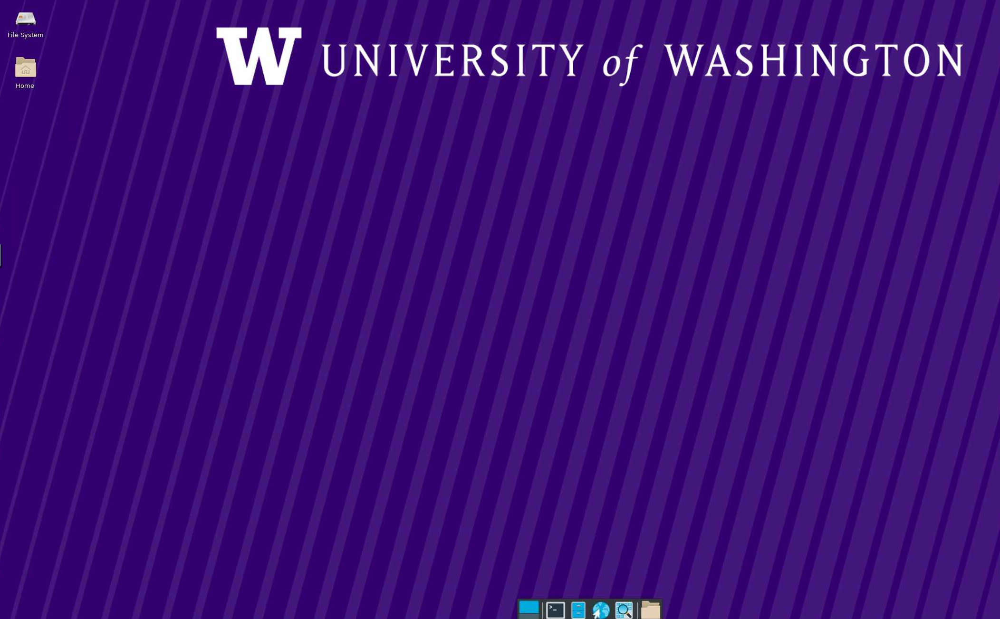 File System
W UNIVERSITY of WASHINGTON
Home
>_